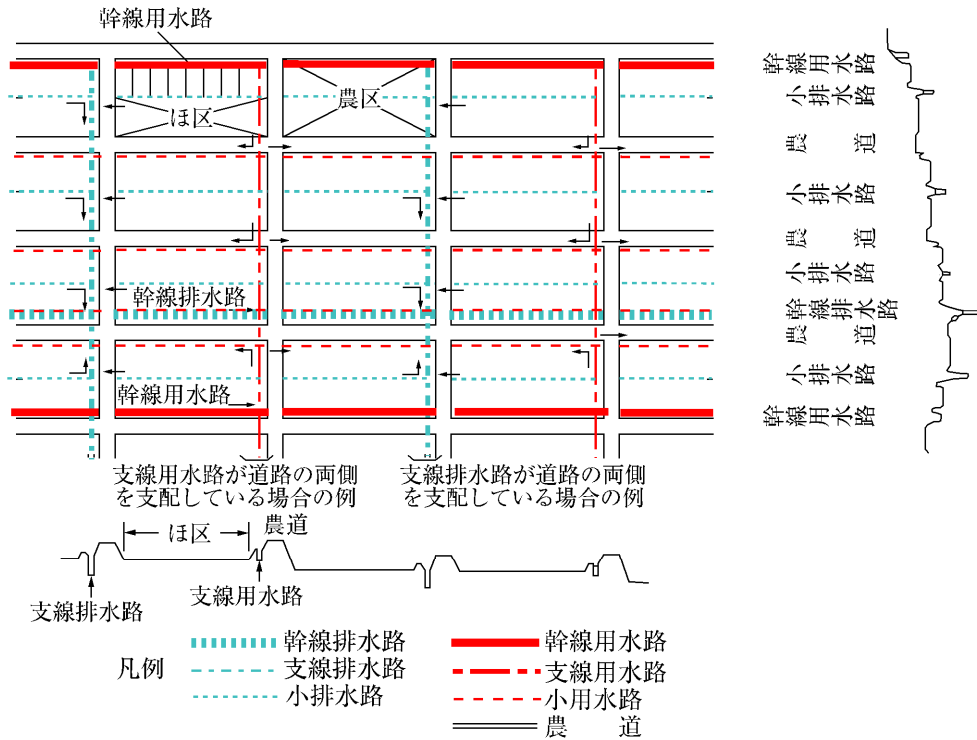 幹線用水路
ほ区
農区
幹線排水路
幹線用水路
支線用水路が道路の両側
を支配している場合の例
支線排水路が道路の両側
を支配している場合の例
幹線用水路
小排水路
農道
小排水路
農道
小排水路
幹線排水路
農道
小排水路
幹線用水路
ほ区
農道
支線排水路
支線用水路
凡例
幹線排水路
支線排水路
小排水路
幹線用水路
支線用水路
小用水路
農道